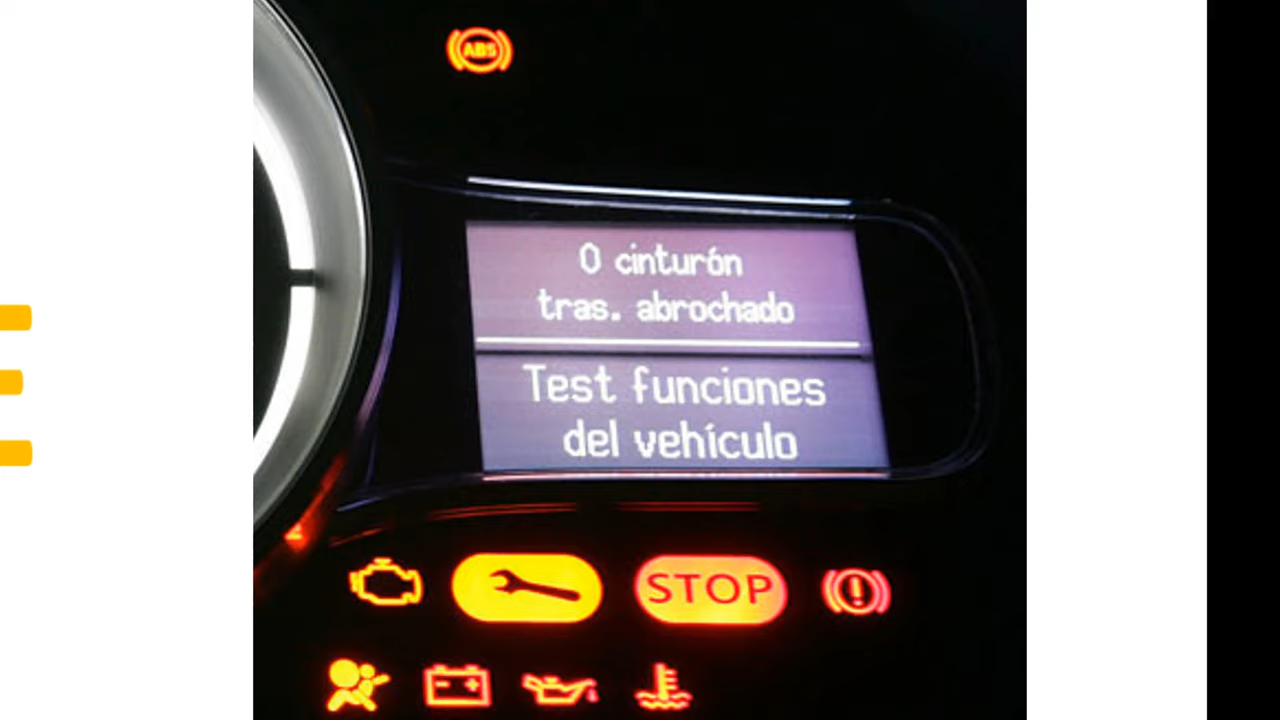 ABS
0 cinturón
tras. abrochado
Test funciones
del vehículo
STOP